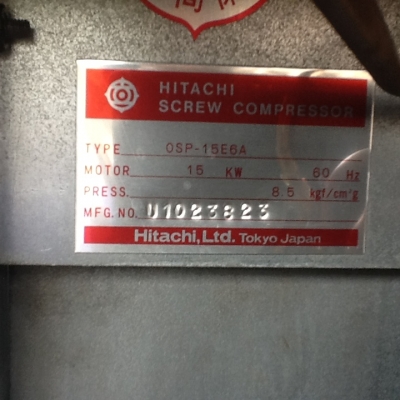 HITACHI
SCREW COMPRESSOR
TYPE OSP-15E6A
MOTOR 15 KW 60 Hz
PRESS. 8.5 kgf/cm²g
MFG. NO. U1023823
Hitachi, Ltd. Tokyo Japan